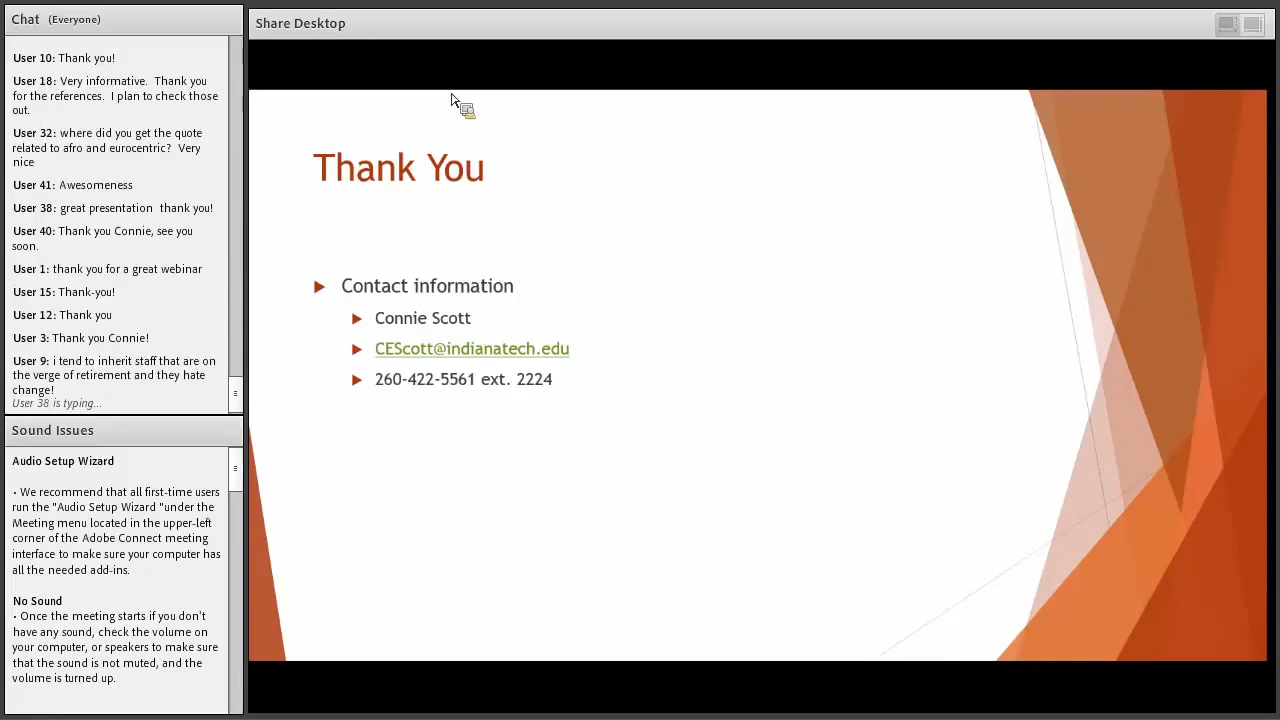 Chat (Everyone)
User 10: Thank you!
User 18: Very informative. Thank you
for the references. I plan to check those
out.
User 32: where did you get the quote
related to afro and eurocentric? Very
nice
User 41: Awesomeness
User 38: great presentation thank you!
User 40: Thank you Connie, see you
soon.
User 1: thank you for a great webinar
User 15: Thank-you!
User 12: Thank you
User 3: Thank you Connie!
User 9: i tend to inherit staff that are on
the verge of retirement and they hate
change!
User 38 is typing...
Sound Issues
Audio Setup Wizard
• We recommend that all first-time users
run the "Audio Setup Wizard "under the
Meeting menu located in the upper-left
corner of the Adobe Connect meeting
interface to make sure your computer has
all the needed add-ins.
No Sound
• Once the meeting starts if you don't
have any sound, check the volume on
your computer, or speakers to make sure
that the sound is not muted, and the
volume is turned up.
Share Desktop
Thank You
Contact information
Connie Scott
CEScott@indianatech.edu
260-422-5561 ext. 2224